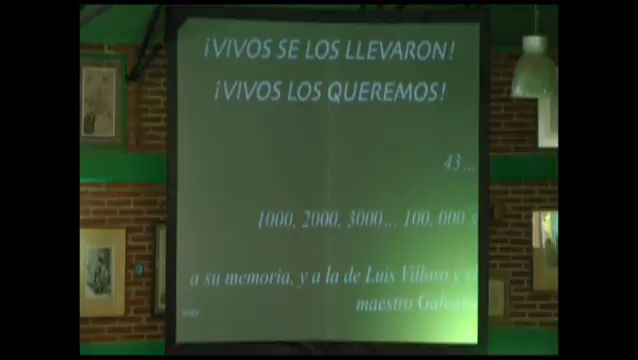 ¡VIVOS SE LOS LLEVARON!
¡VIVOS LOS QUEREMOS!
43...
1000, 2000, 3000... 100, 000
a su memoria, y a la de Luis Villoro y
maestro